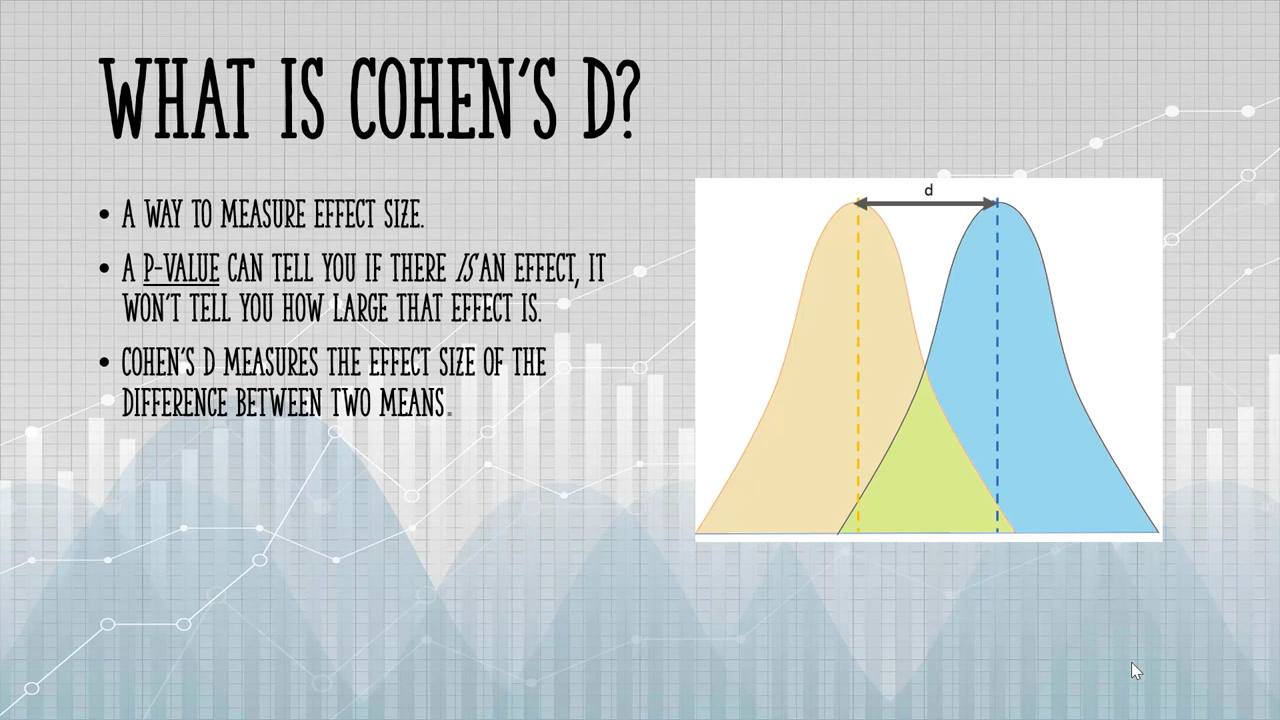 WHAT IS COHEN'S D?
• A WAY TO MEASURE EFFECT SIZE.
• A P-VALUE CAN TELL YOU IF THERE IS AN EFFECT, IT
WON'T TELL YOU HOW LARGE THAT EFFECT IS.
• COHEN'S D MEASURES THE EFFECT SIZE OF THE
DIFFERENCE BETWEEN TWO MEANS.
d